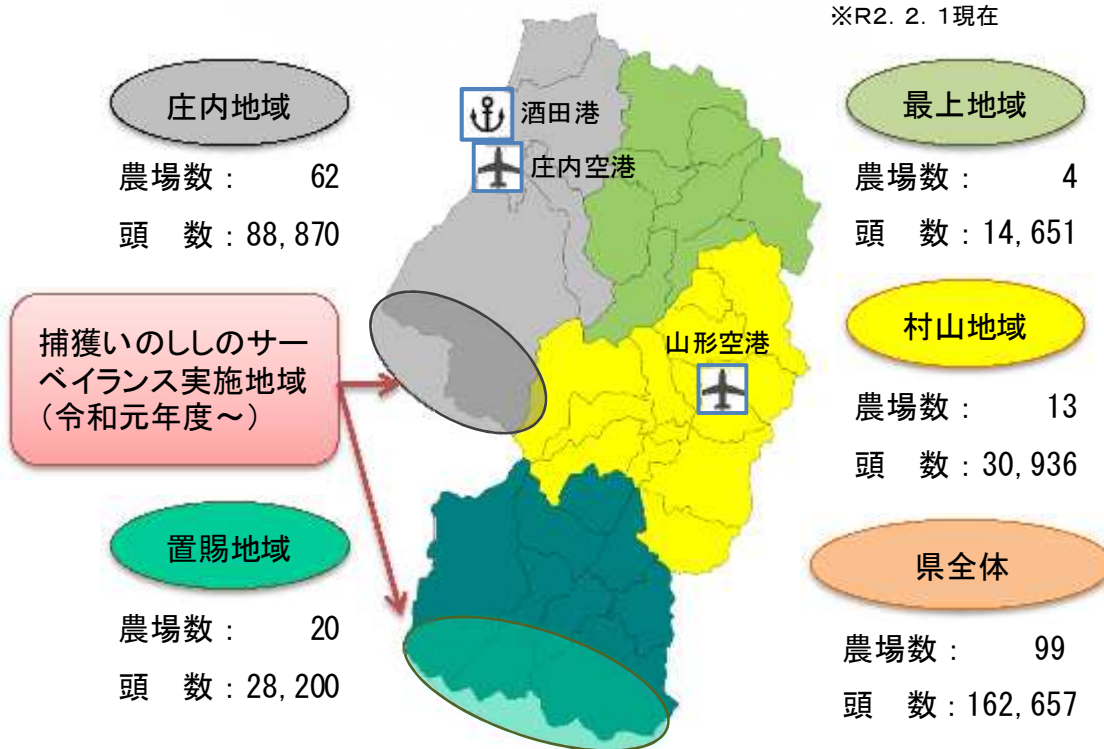 ※R2．2．1現在
庄内地域
農場数： 62
頭　数：88,870
酒田港
庄内空港
最上地域
農場数： 4
頭　数：14,651
捕獲いのししのサー
ベイランス実施地域
（令和元年度～）
山形空港
村山地域
農場数： 13
頭　数：30,936
置賜地域
農場数： 20
頭　数：28,200
県全体
農場数： 99
頭　数：162,657